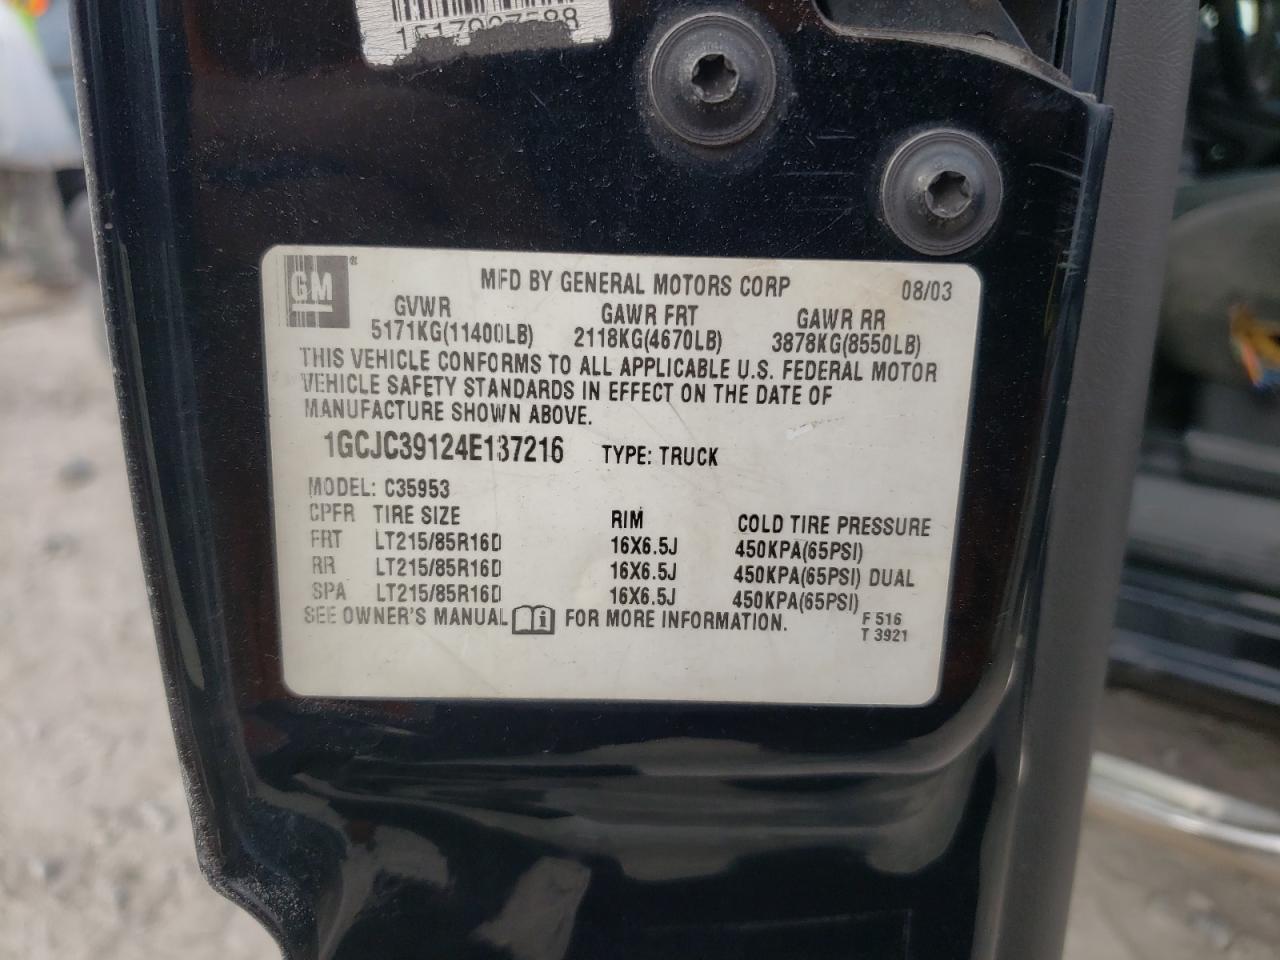 GM ® MFD BY GENERAL MOTORS CORP 08/03
GVWR GAWR FRT GAWR RR
5171KG(11400LB) 2118KG(4670LB) 3878KG(8550LB)
THIS VEHICLE CONFORMS TO ALL APPLICABLE U.S. FEDERAL MOTOR
VEHICLE SAFETY STANDARDS IN EFFECT ON THE DATE OF
MANUFACTURE SHOWN ABOVE.
1GCJC39124E137216 TYPE: TRUCK
MODEL: C35953
CPFR TIRE SIZE RIM COLD TIRE PRESSURE
FRT LT215/85R16D 16X6.5J 450KPA(65PSI)
RR LT215/85R16D 16X6.5J 450KPA(65PSI) DUAL
SPA LT215/85R16D 16X6.5J 450KPA(65PSI)
SEE OWNER'S MANUAL FOR MORE INFORMATION.
F 516
T 3921